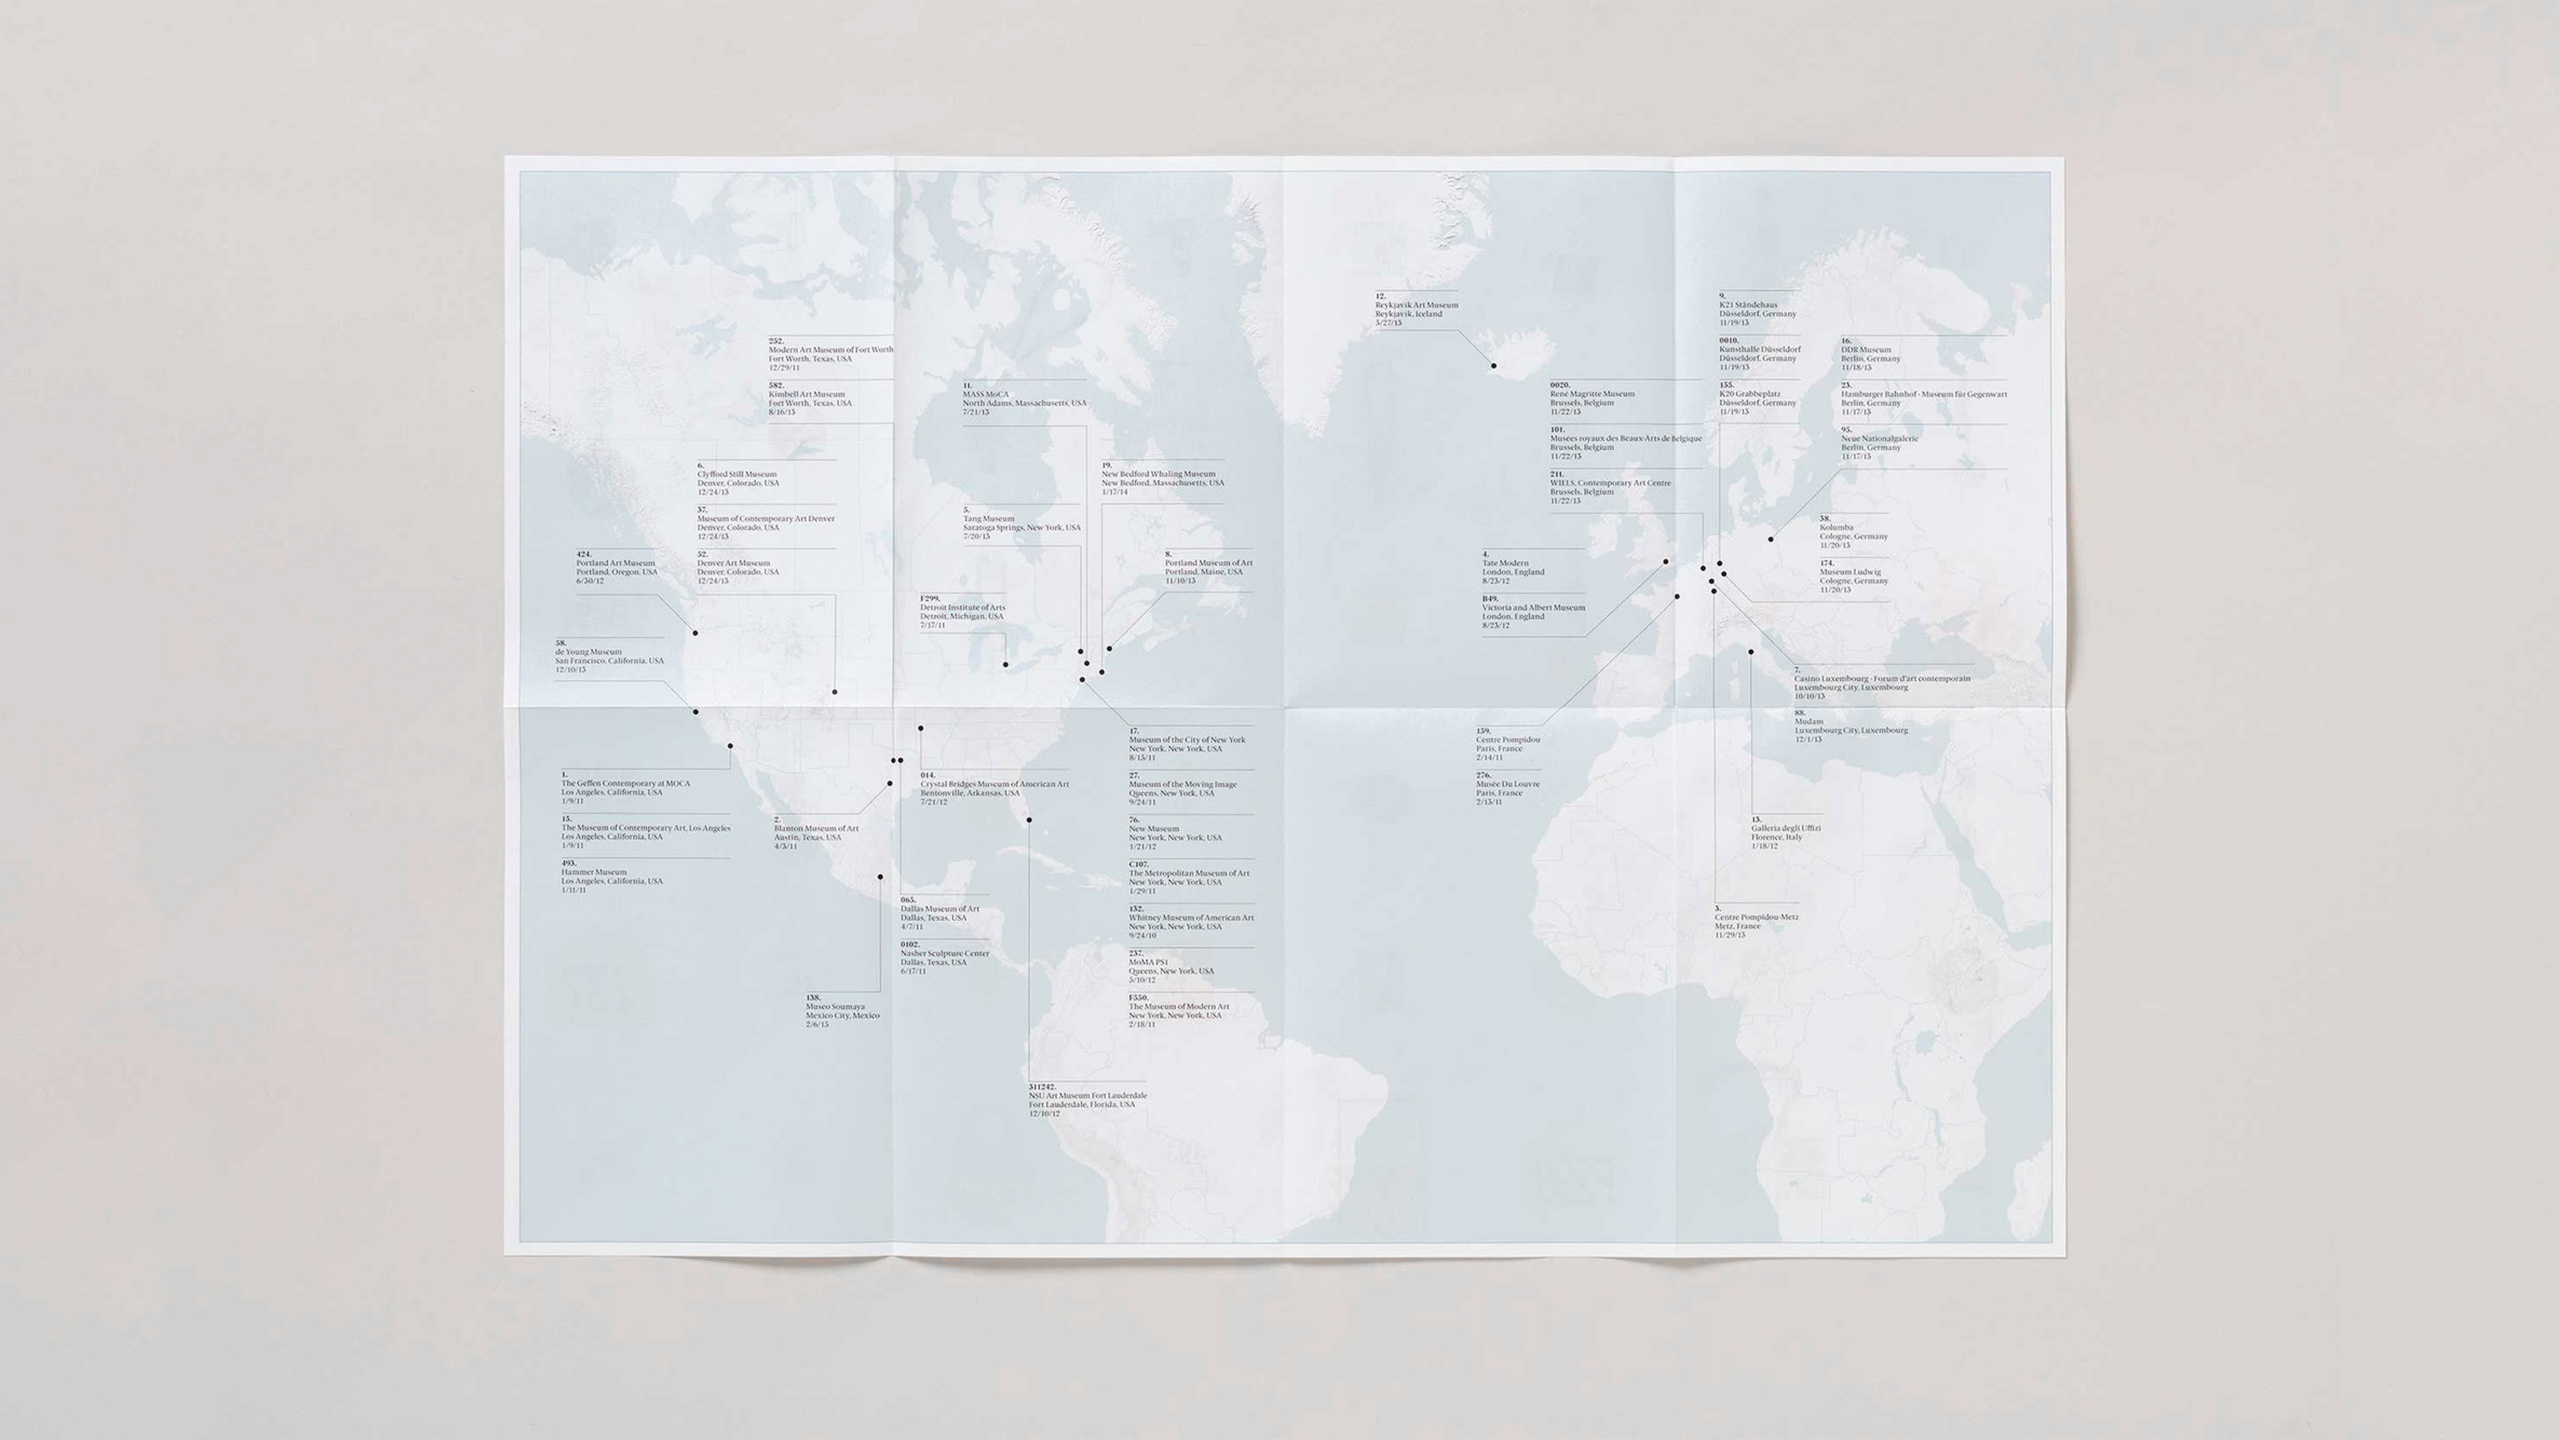 252.
Modern Art Museum of Fort Worth
Fort Worth, Texas, USA
12/29/11
582.
Kimbell Art Museum
Fort Worth, Texas, USA
8/16/13
6.
Clyfford Still Museum
Denver, Colorado, USA
12/24/13
37.
Museum of Contemporary Art Denver
Denver, Colorado, USA
12/24/13
52.
Denver Art Museum
Denver, Colorado, USA
12/24/13
424.
Portland Art Museum
Portland, Oregon, USA
6/30/12
58.
de Young Museum
San Francisco, California, USA
12/10/13
1.
The Geffen Contemporary at MOCA
Los Angeles, California, USA
1/9/11
15.
The Museum of Contemporary Art, Los Angeles
Los Angeles, California, USA
1/9/11
493.
Hammer Museum
Los Angeles, California, USA
1/11/11
2.
Blanton Museum of Art
Austin, Texas, USA
4/3/11
138.
Museo Soumaya
Mexico City, Mexico
2/6/15
11.
MASS MoCA
North Adams, Massachusetts, USA
7/21/13
19.
New Bedford Whaling Museum
New Bedford, Massachusetts, USA
1/17/14
5.
Tang Museum
Saratoga Springs, New York, USA
7/20/13
8.
Portland Museum of Art
Portland, Maine, USA
11/10/13
F299.
Detroit Institute of Arts
Detroit, Michigan, USA
7/17/11
014.
Crystal Bridges Museum of American Art
Bentonville, Arkansas, USA
7/21/12
065.
Dallas Museum of Art
Dallas, Texas, USA
4/7/11
0102.
Nasher Sculpture Center
Dallas, Texas, USA
6/17/11
311242.
NSU Art Museum Fort Lauderdale
Fort Lauderdale, Florida, USA
12/10/12
17.
Museum of the City of New York
New York, New York, USA
8/13/11
27.
Museum of the Moving Image
Queens, New York, USA
9/24/11
76.
New Museum
New York, New York, USA
1/21/12
C107.
The Metropolitan Museum of Art
New York, New York, USA
1/29/11
132.
Whitney Museum of American Art
New York, New York, USA
9/24/10
237.
MoMA PS1
Queens, New York, USA
5/10/12
F550.
The Museum of Modern Art
New York, New York, USA
2/18/11
12.
Reykjavik Art Museum
Reykjavik, Iceland
5/27/13
0020.
René Magritte Museum
Brussels, Belgium
11/22/13
101.
Musées royaux des Beaux-Arts de Belgique
Brussels, Belgium
11/22/13
211.
WIELS, Contemporary Art Centre
Brussels, Belgium
11/22/13
4.
Tate Modern
London, England
8/23/12
B49.
Victoria and Albert Museum
London, England
8/23/12
159.
Centre Pompidou
Paris, France
2/14/11
276.
Musée Du Louvre
Paris, France
2/13/11
9.
K21 Ständehaus
Düsseldorf, Germany
11/19/13
0010.
Kunsthalle Düsseldorf
Düsseldorf, Germany
11/19/13
155.
K20 Grabbeplatz
Düsseldorf, Germany
11/19/13
16.
DDR Museum
Berlin, Germany
11/18/13
23.
Hamburger Bahnhof - Museum für Gegenwart
Berlin, Germany
11/17/13
95.
Neue Nationalgalerie
Berlin, Germany
11/17/13
38.
Kolumba
Cologne, Germany
11/20/13
174.
Museum Ludwig
Cologne, Germany
11/20/13
7.
Casino Luxembourg - Forum d'art contemporain
Luxembourg City, Luxembourg
10/10/13
88.
Mudam
Luxembourg City, Luxembourg
12/1/13
13.
Galleria degli Uffizi
Florence, Italy
1/18/12
3.
Centre Pompidou-Metz
Metz, France
11/29/13